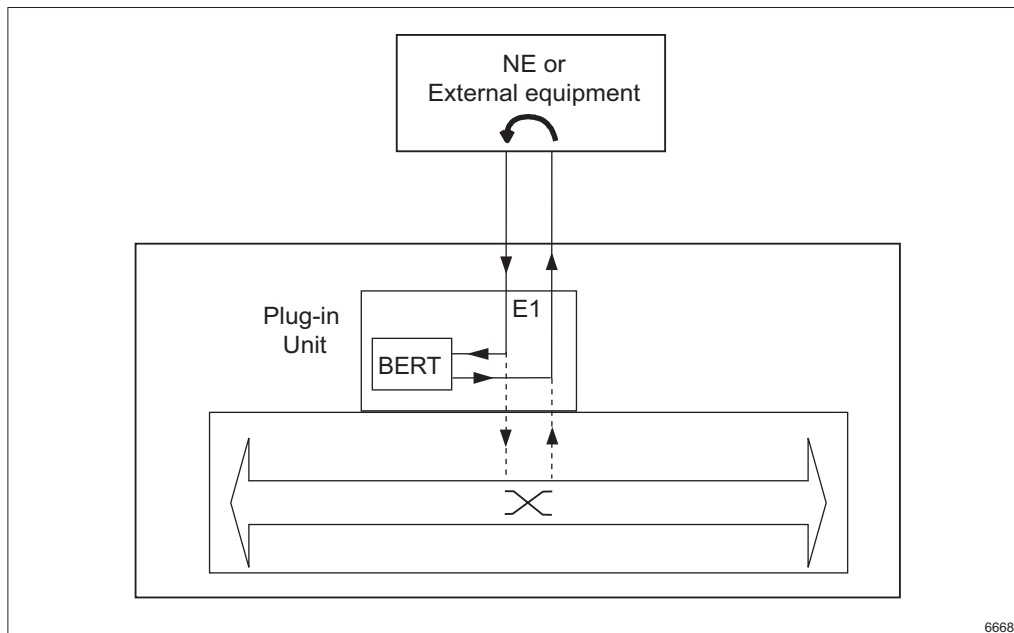 NE or
External equipment
E1
Plug-in
Unit
BERT
6668